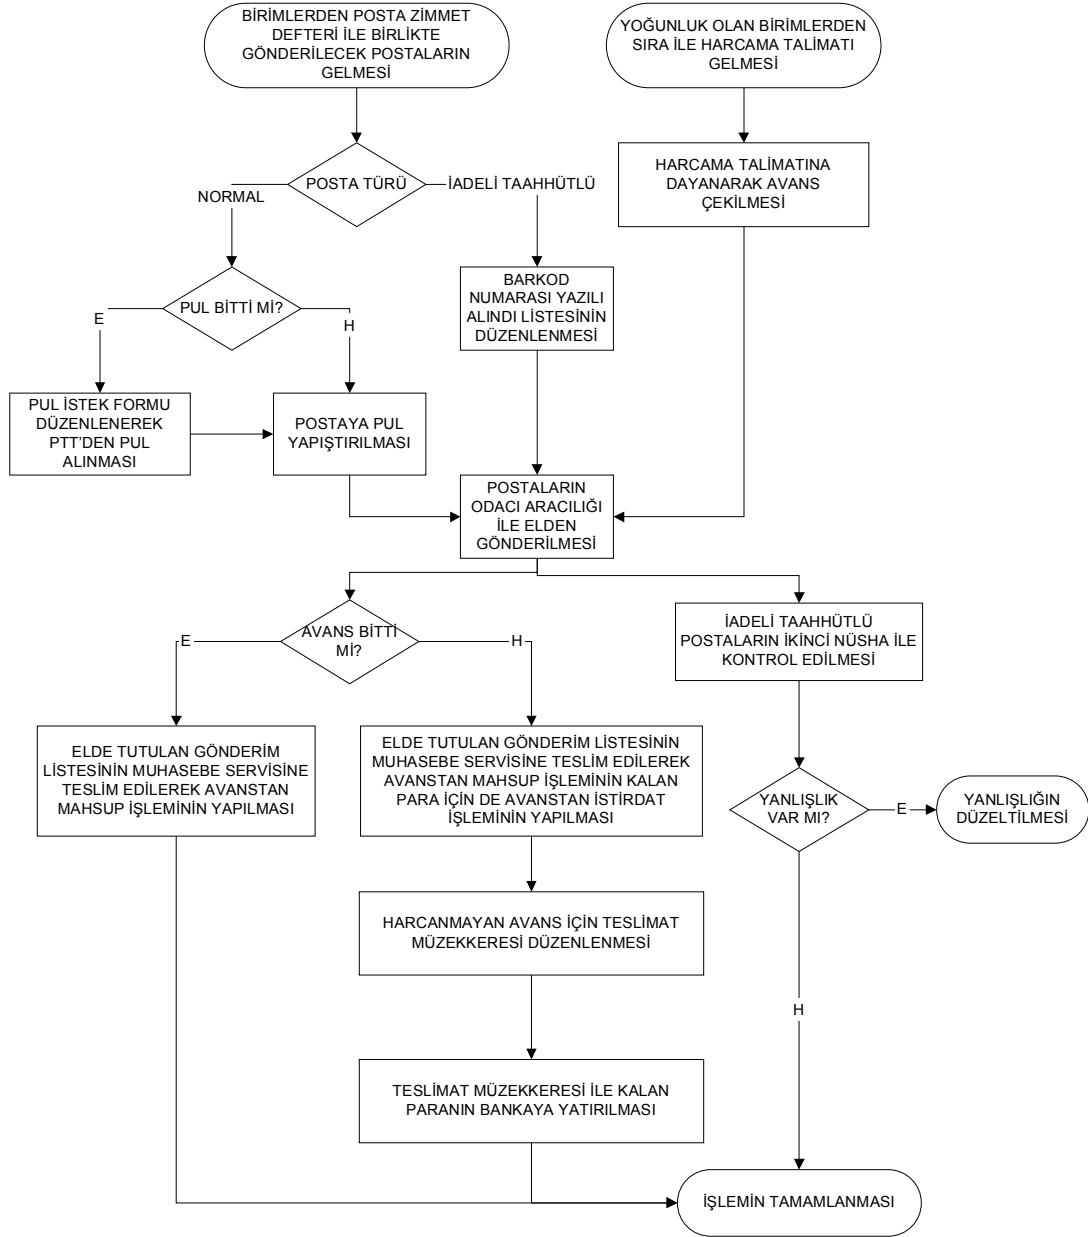 BİRİMLERDEN POSTA ZİMMET
DEFTERİ İLE BİRLİKTE
GÖNDERİLECEK POSTALARIN
GELMESİ
YOĞUNLUK OLAN BİRİMLERDEN
SIRA İLE HARCAMA TALİMATI
GELMESİ
POSTA TÜRÜ
NORMAL
İADELİ TAAHHÜTLÜ
HARCAMA TALİMATINA
DAYANARAK AVANS
ÇEKİLMESİ
PUL BİTTİ Mİ?
E
H
BARKOD
NUMARASI YAZILI
ALINDI LİSTESİNİN
DÜZENLENMESİ
PUL İSTEK FORMU
DÜZENLENEREK
PTT'DEN PUL
ALINMASI
POSTAYA PUL
YAPIŞTIRILMASI
POSTALARIN
ODACI ARACILIĞI
İLE ELDEN
GÖNDERİLMESİ
AVANS BİTTİ
Mİ?
E
H
İADELİ TAAHHÜTLÜ
POSTALARIN İKİNCİ NÜSHA İLE
KONTROL EDİLMESİ
ELDE TUTULAN GÖNDERİM
LİSTESİNİN MUHASEBE SERVİSİNE
TESLİM EDİLEREK AVANSTAN
MAHSUP İŞLEMİNİN YAPILMASI
ELDE TUTULAN GÖNDERİM LİSTESİNİN
MUHASEBE SERVİSİNE TESLİM EDİLEREK
AVANSTAN MAHSUP İŞLEMİNİN KALAN
PARA İÇİN DE AVANSTAN İSTİRDAT
İŞLEMİNİN YAPILMASI
YANLIŞLIK
VAR MI?
E
YANLIŞLIĞIN
DÜZELTİLMESİ
HARCANMAYAN AVANS İÇİN TESLİMAT
MÜZEKKERESİ DÜZENLENMESİ
H
TESLİMAT MÜZEKKERESİ İLE KALAN
PARANIN BANKAYA YATIRILMASI
İŞLEMİN TAMAMLANMASI